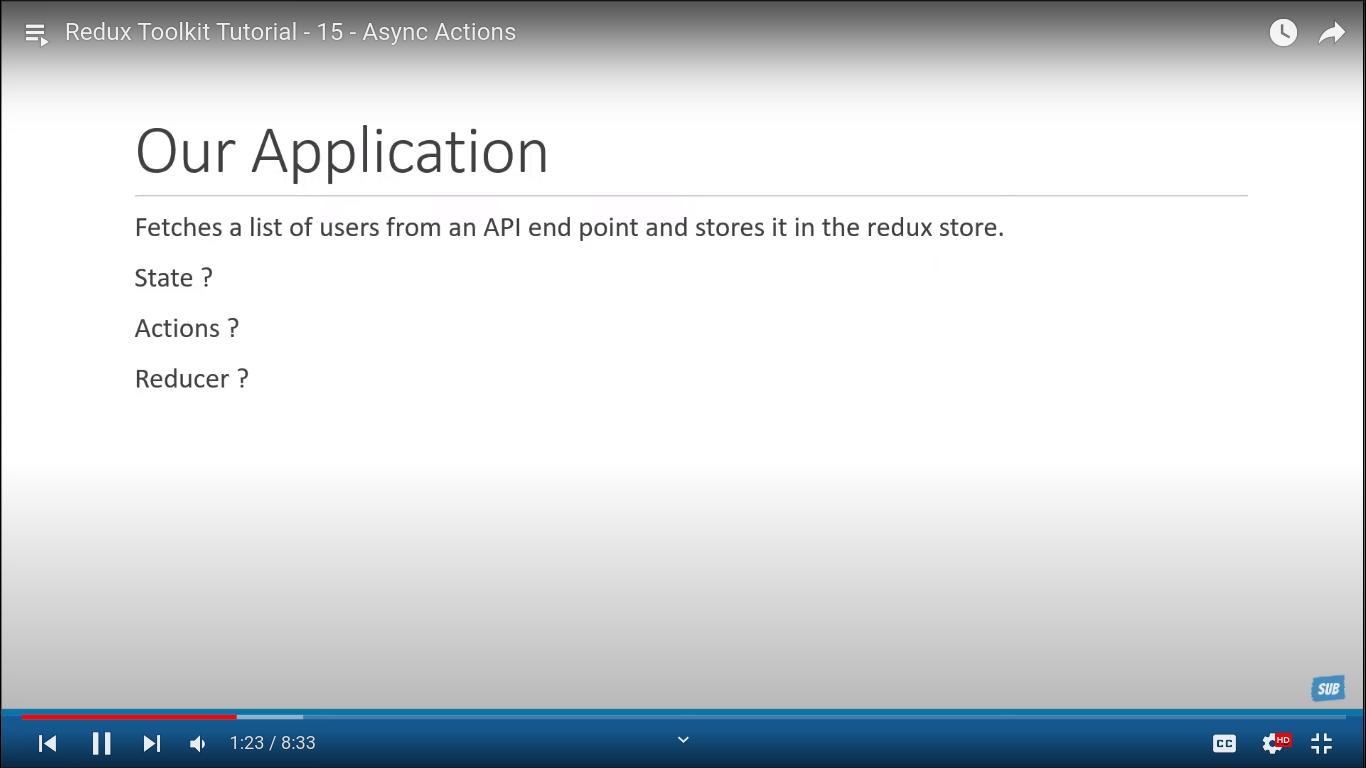 Redux Toolkit Tutorial - 15 - Async Actions
Our Application
Fetches a list of users from an API end point and stores it in the redux store.
State ?
Actions ?
Reducer ?
SUB
1:23 / 8:33
CC
HD